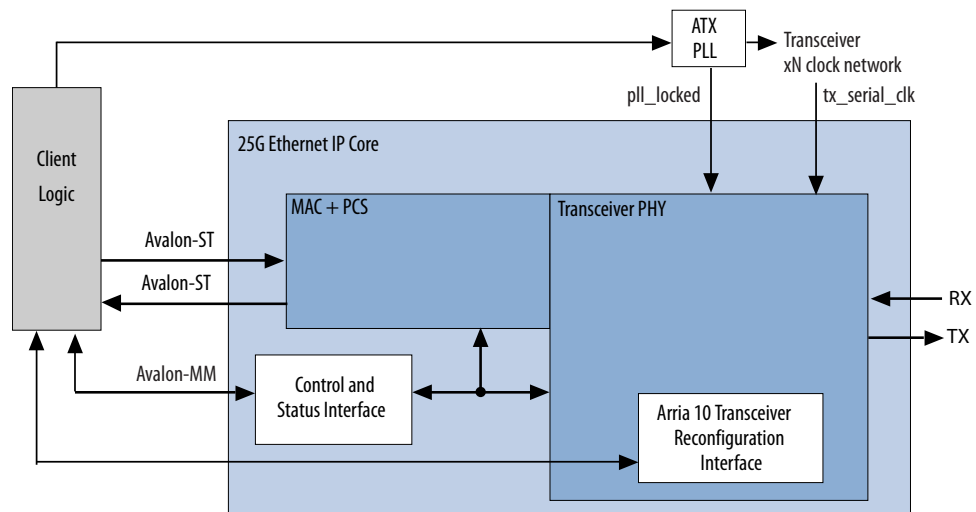 ATX
PLL
Transceiver
xN clock network
pll_locked
tx_serial_clk
25G Ethernet IP Core
Client
Logic
MAC + PCS
Transceiver PHY
Avalon-ST
Avalon-ST
RX
TX
Avalon-MM
Control and
Status Interface
Arria 10 Transceiver
Reconfiguration
Interface